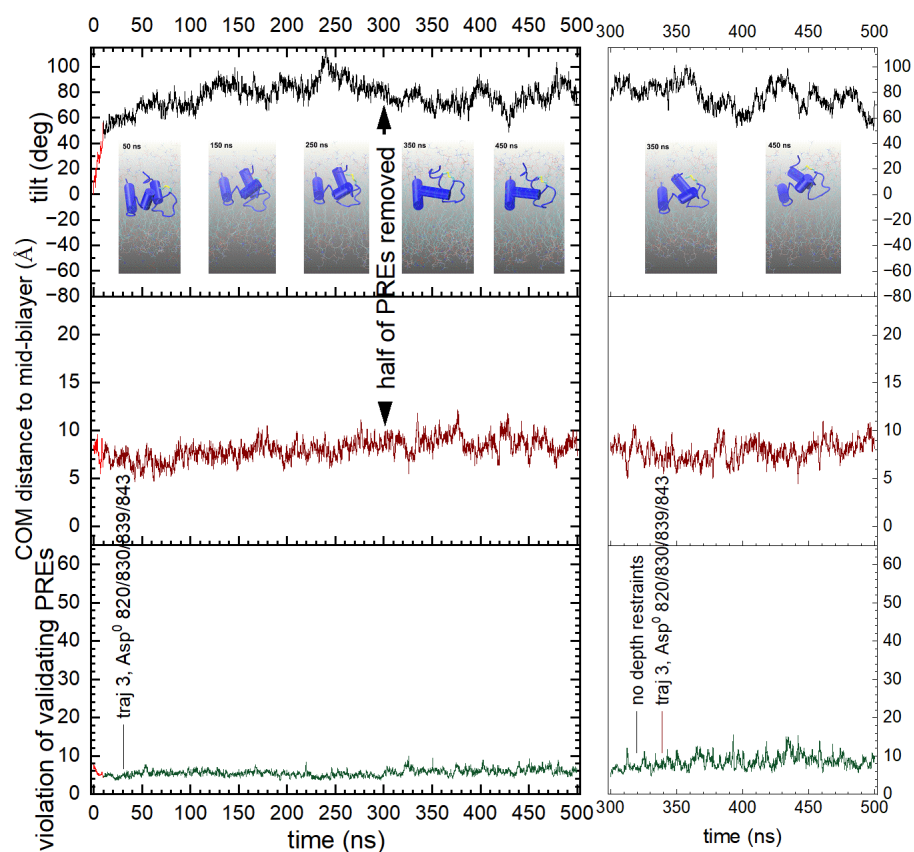 0 50 100 150 200 250 300 350 400 450 500
300 350 400 450 500
tilt (deg)
100
80
60
40
20
0
−20
−40
−60
−80
50 ns
150 ns
250 ns
350 ns
450 ns
half of PREs removed
350 ns
450 ns
100
80
60
40
20
0
−20
−40
−60
−80
COM distance to mid-bilayer (Å)
20
15
10
5
0
20
15
10
5
0
violation of validating PREs
60
50
40
30
20
10
0
traj 3, Asp⁰ 820/830/839/843
no depth restraints
traj 3, Asp⁰ 820/830/839/843
60
50
40
30
20
10
0
0 50 100 150 200 250 300 350 400 450 500
300 350 400 450 500
time (ns)
time (ns)